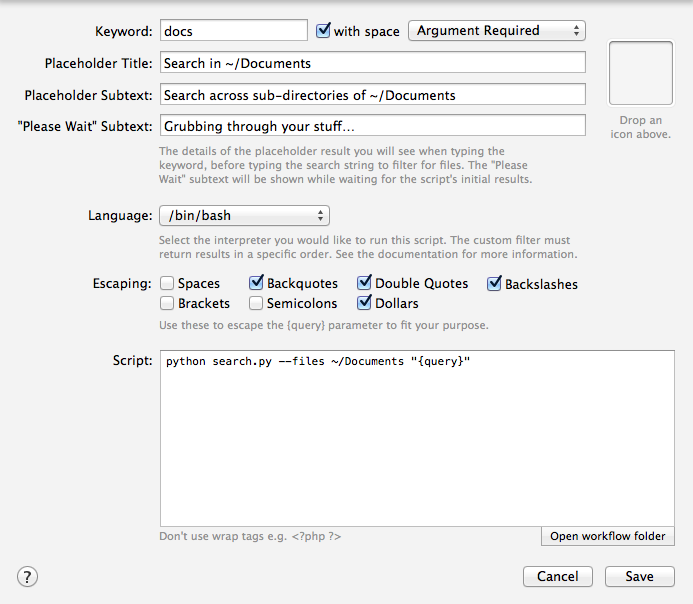 Keyword: docs with space Argument Required
Placeholder Title: Search in ~/Documents
Placeholder Subtext: Search across sub-directories of ~/Documents
"Please Wait" Subtext: Grubbing through your stuff...
Drop an
icon above.
The details of the placeholder result you will see when typing the
keyword, before typing the search string to filter for files. The "Please
Wait" subtext will be shown while waiting for the script's initial results.
Language: /bin/bash
Select the interpreter you would like to run this script. The custom filter must
return results in a specific order. See the documentation for more information.
Escaping: Spaces Backquotes Double Quotes Backslashes
Brackets Semicolons Dollars
Use these to escape the {query} parameter to fit your purpose.
Script: python search.py --files ~/Documents "{query}"
Don't use wrap tags e.g. <?php ?> Open workflow folder
? Cancel Save